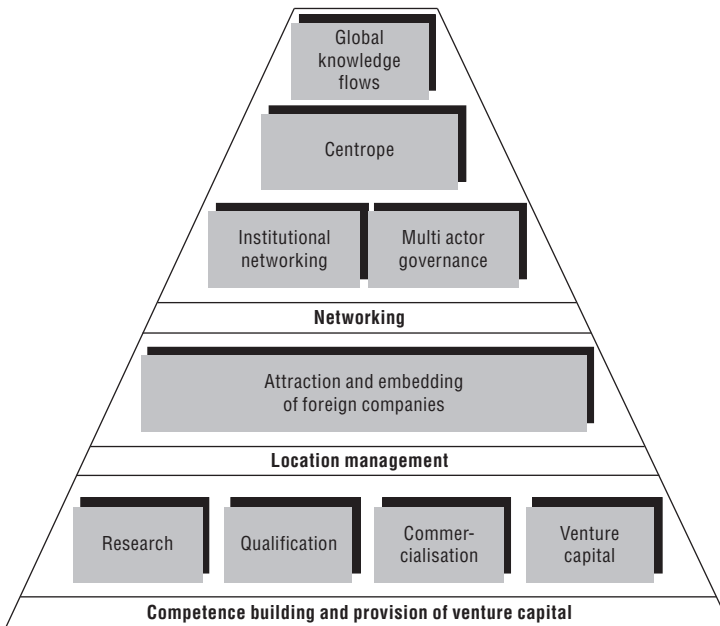 Global
knowledge
flows
Centrope
Institutional
networking
Multi actor
governance
Networking
Attraction and embedding
of foreign companies
Location management
Research
Qualification
Commer-
cialisation
Venture
capital
Competence building and provision of venture capital